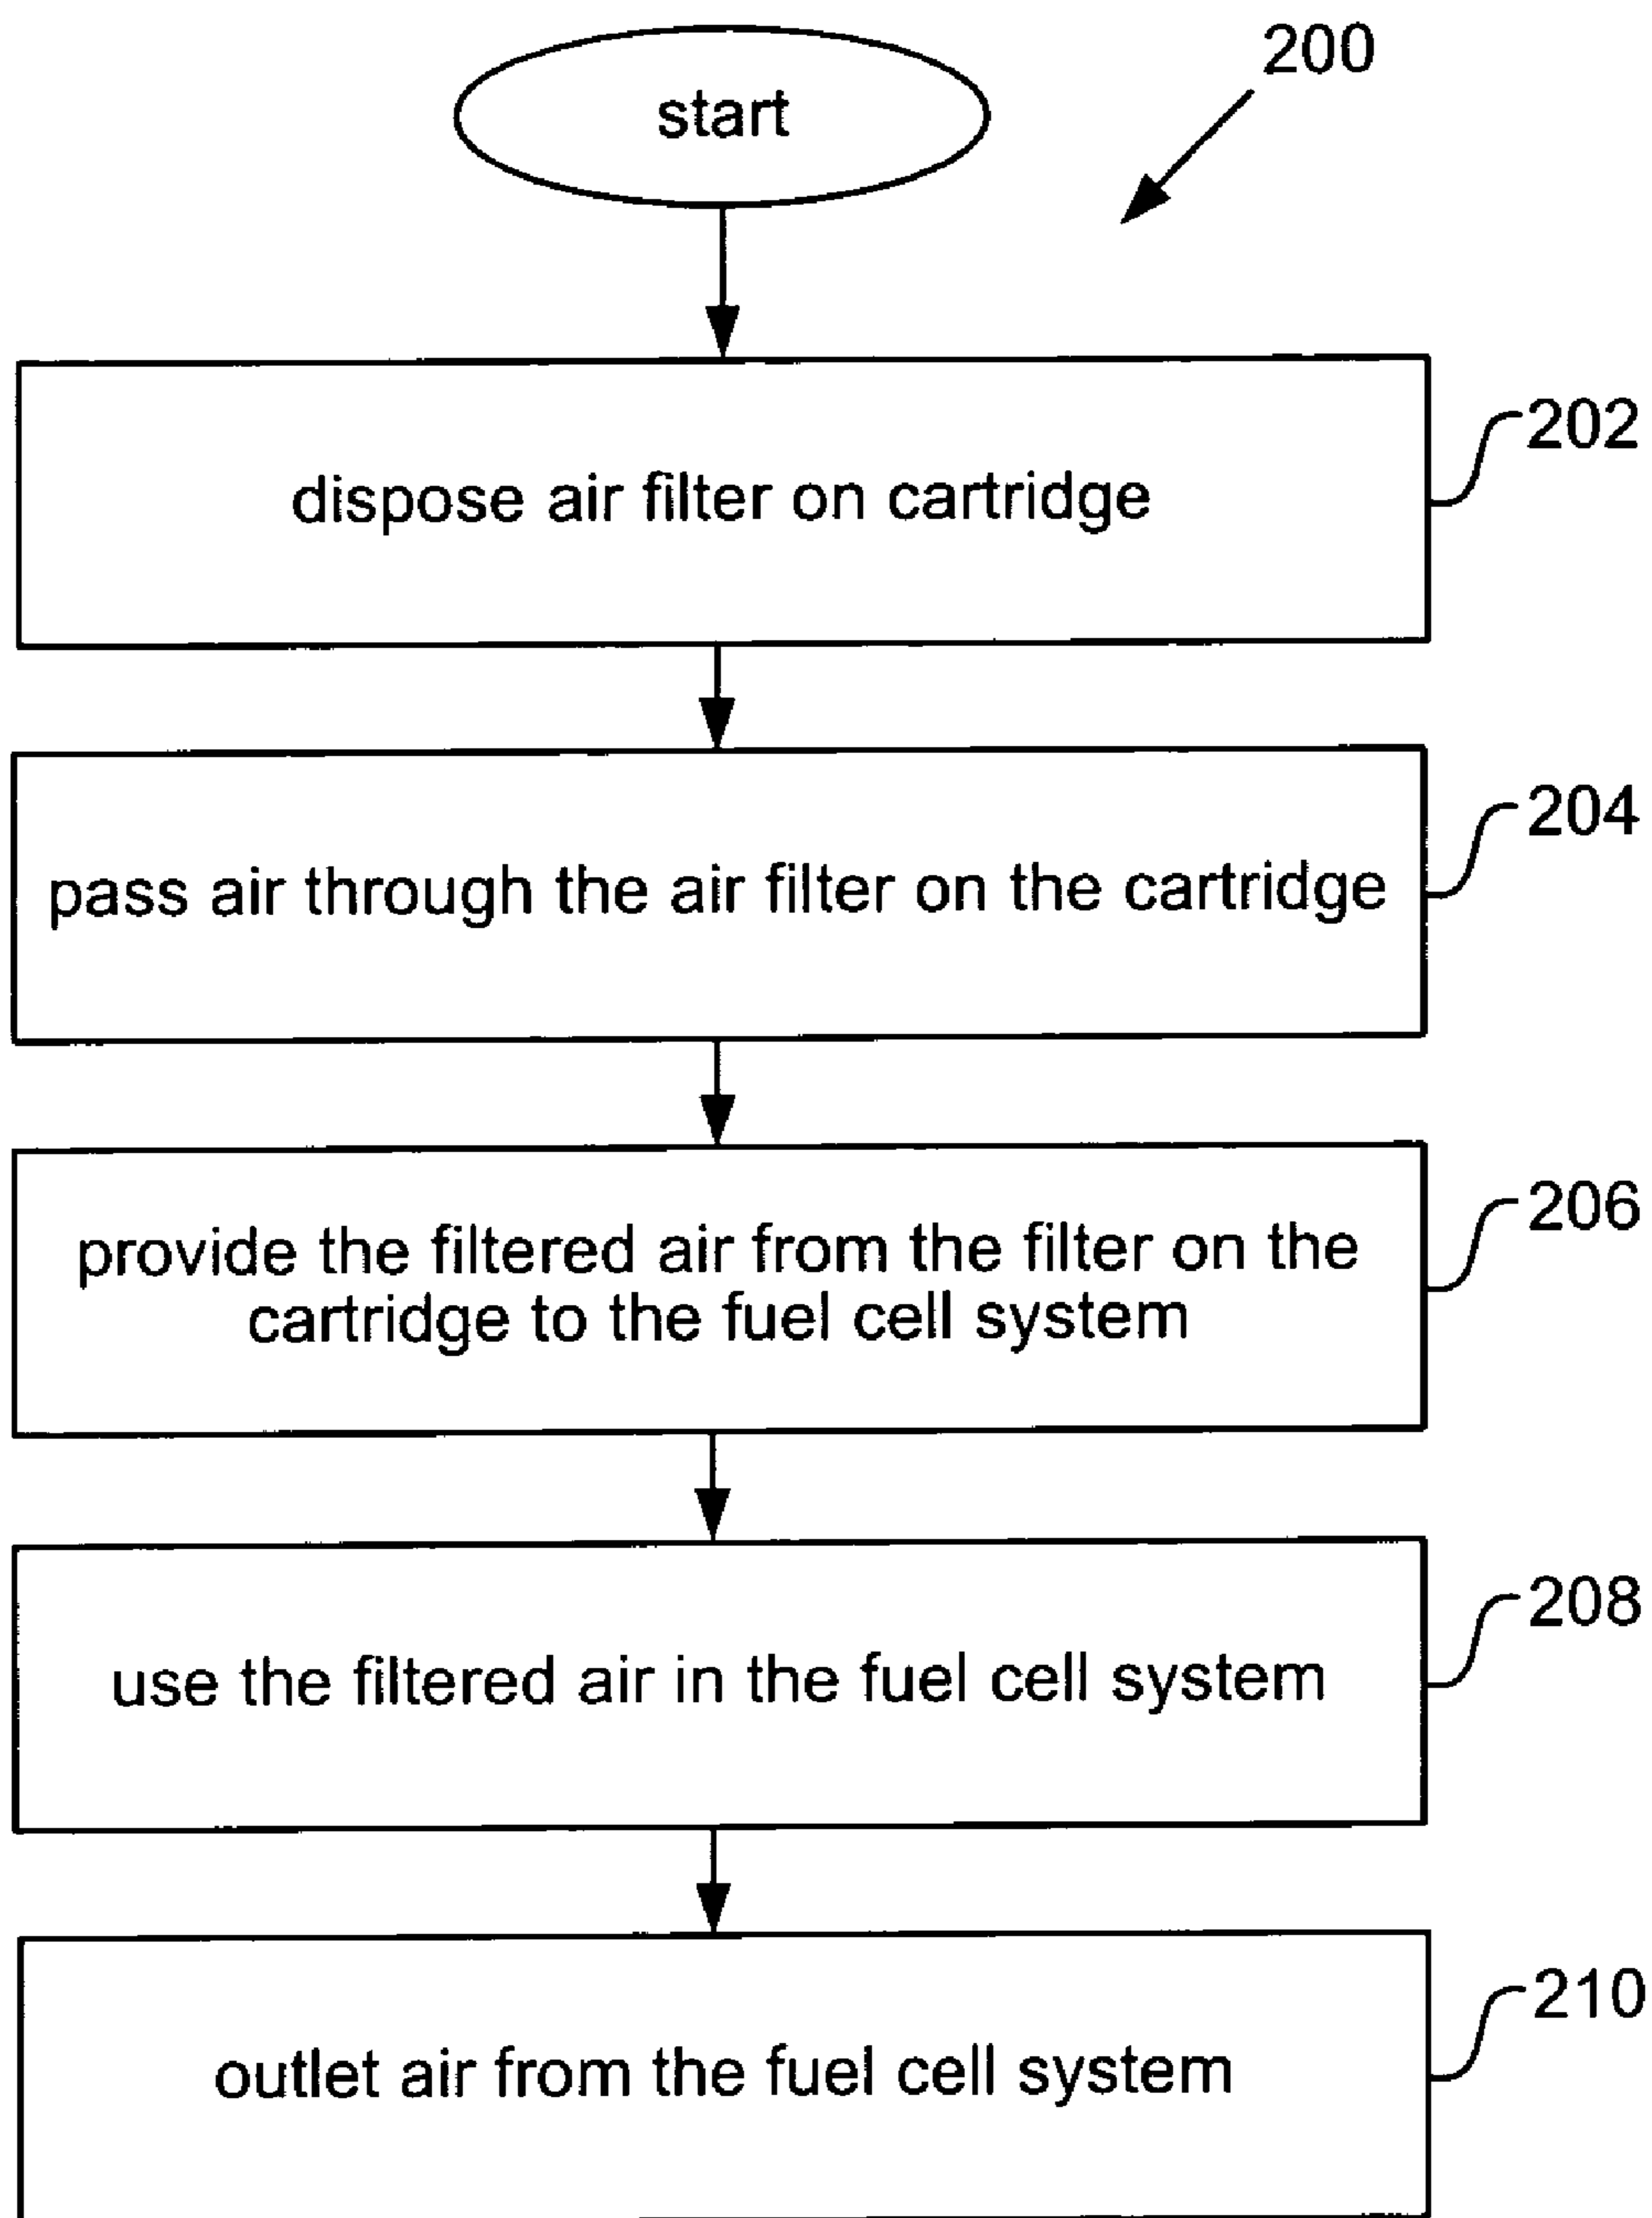 200
start
202
dispose air filter on cartridge
204
pass air through the air filter on the cartridge
206
provide the filtered air from the filter on the
cartridge to the fuel cell system
208
use the filtered air in the fuel cell system
210
outlet air from the fuel cell system